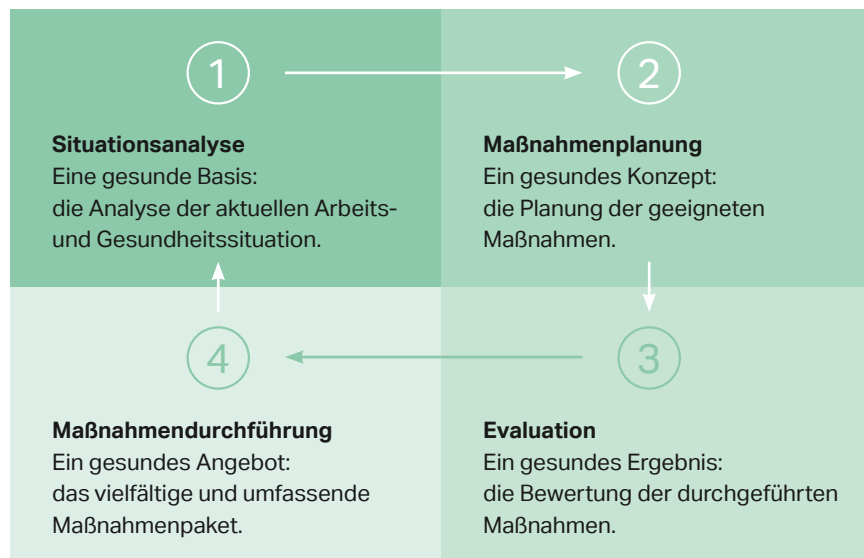 1
Situationsanalyse
Eine gesunde Basis:
die Analyse der aktuellen Arbeits-
und Gesundheitssituation.
2
Maßnahmenplanung
Ein gesundes Konzept:
die Planung der geeigneten
Maßnahmen.
3
Evaluation
Ein gesundes Ergebnis:
die Bewertung der durchgeführten
Maßnahmen.
4
Maßnahmendurchführung
Ein gesundes Angebot:
das vielfältige und umfassende
Maßnahmenpaket.